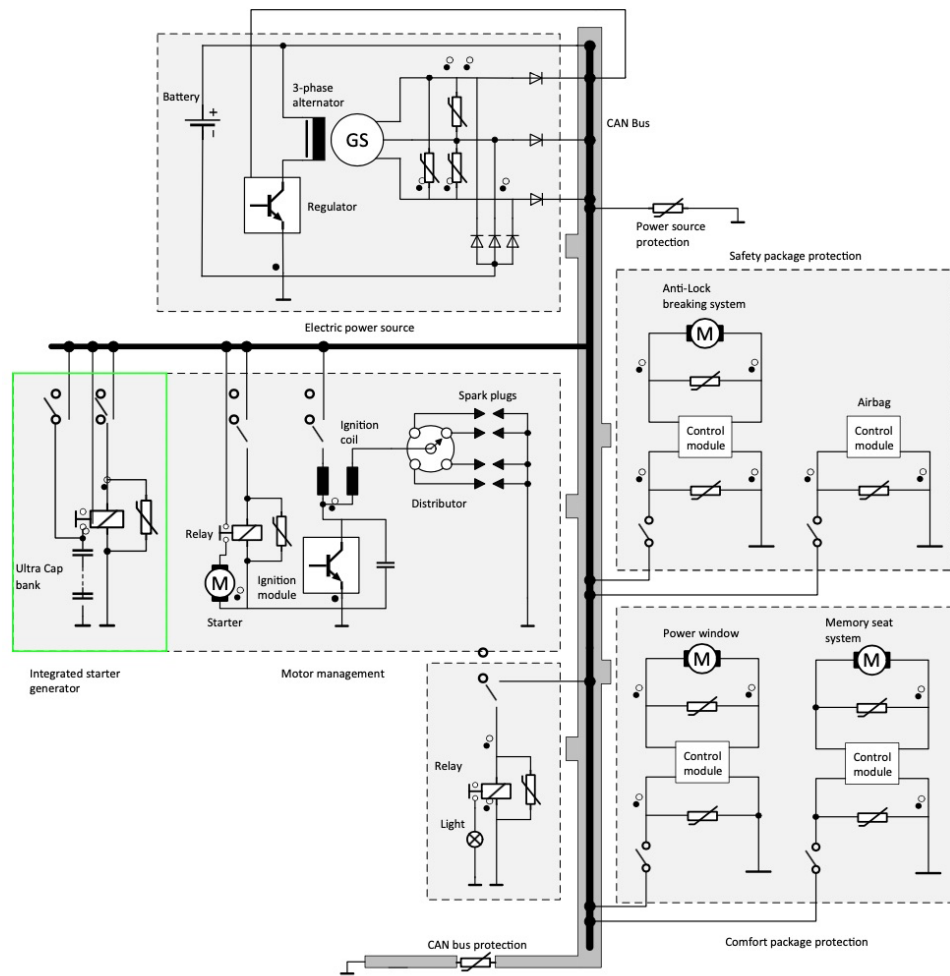 3-phase
alternator
Battery
+
-
GS
CAN Bus
Regulator
Power source
protection
Safety package protection
Electric power source
Anti-Lock
breaking system
M
Control
module
Airbag
Control
module
Spark plugs
Ignition
coil
Distributor
Relay
M
Ignition
module
Starter
Ultra Cap
bank
Integrated starter
generator
Motor management
Power window
M
Control
module
Memory seat
system
M
Control
module
Relay
Light
CAN bus protection
Comfort package protection